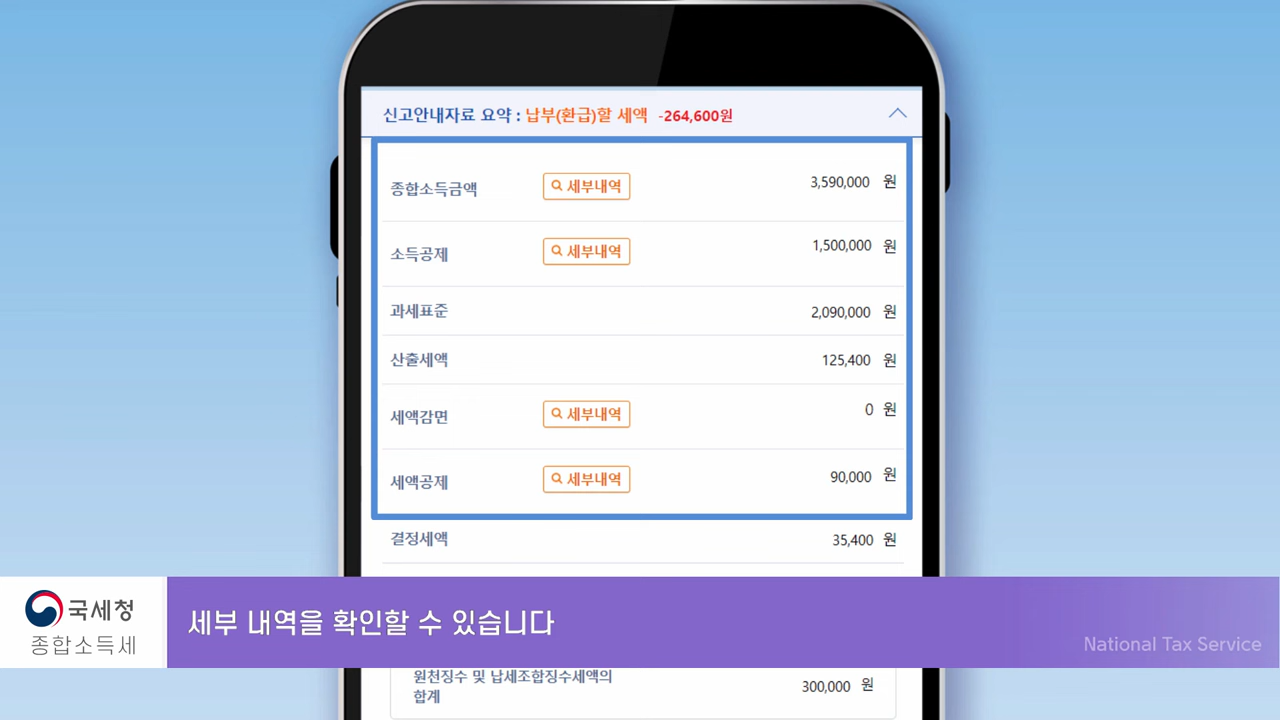 신고안내자료 요약 : 납부(환급)할 세액 -264,600원
종합소득금액 세부내역 3,590,000 원
소득공제 세부내역 1,500,000 원
과세표준 2,090,000 원
산출세액 125,400 원
세액감면 세부내역 0 원
세액공제 세부내역 90,000 원
결정세액 35,400 원
국세청
종합소득세
세부 내역을 확인할 수 있습니다
National Tax Service
원천징수 및 납세조합징수세액의
합계
300,000 원